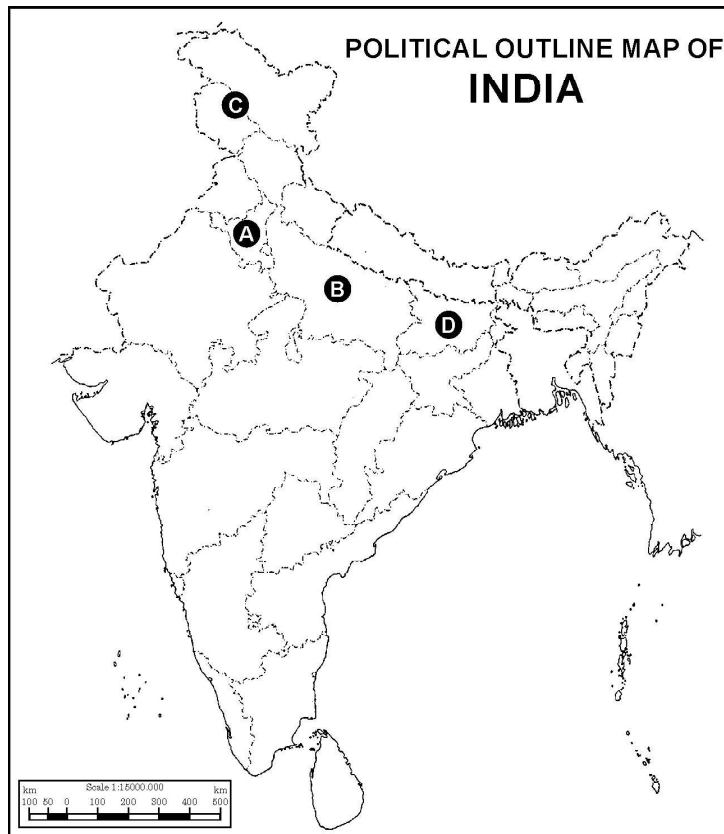 POLITICAL OUTLINE MAP OF
INDIA
C
A
B
D
Scale 1:15000.000
km km
100 50 0 100 200 300 400 500